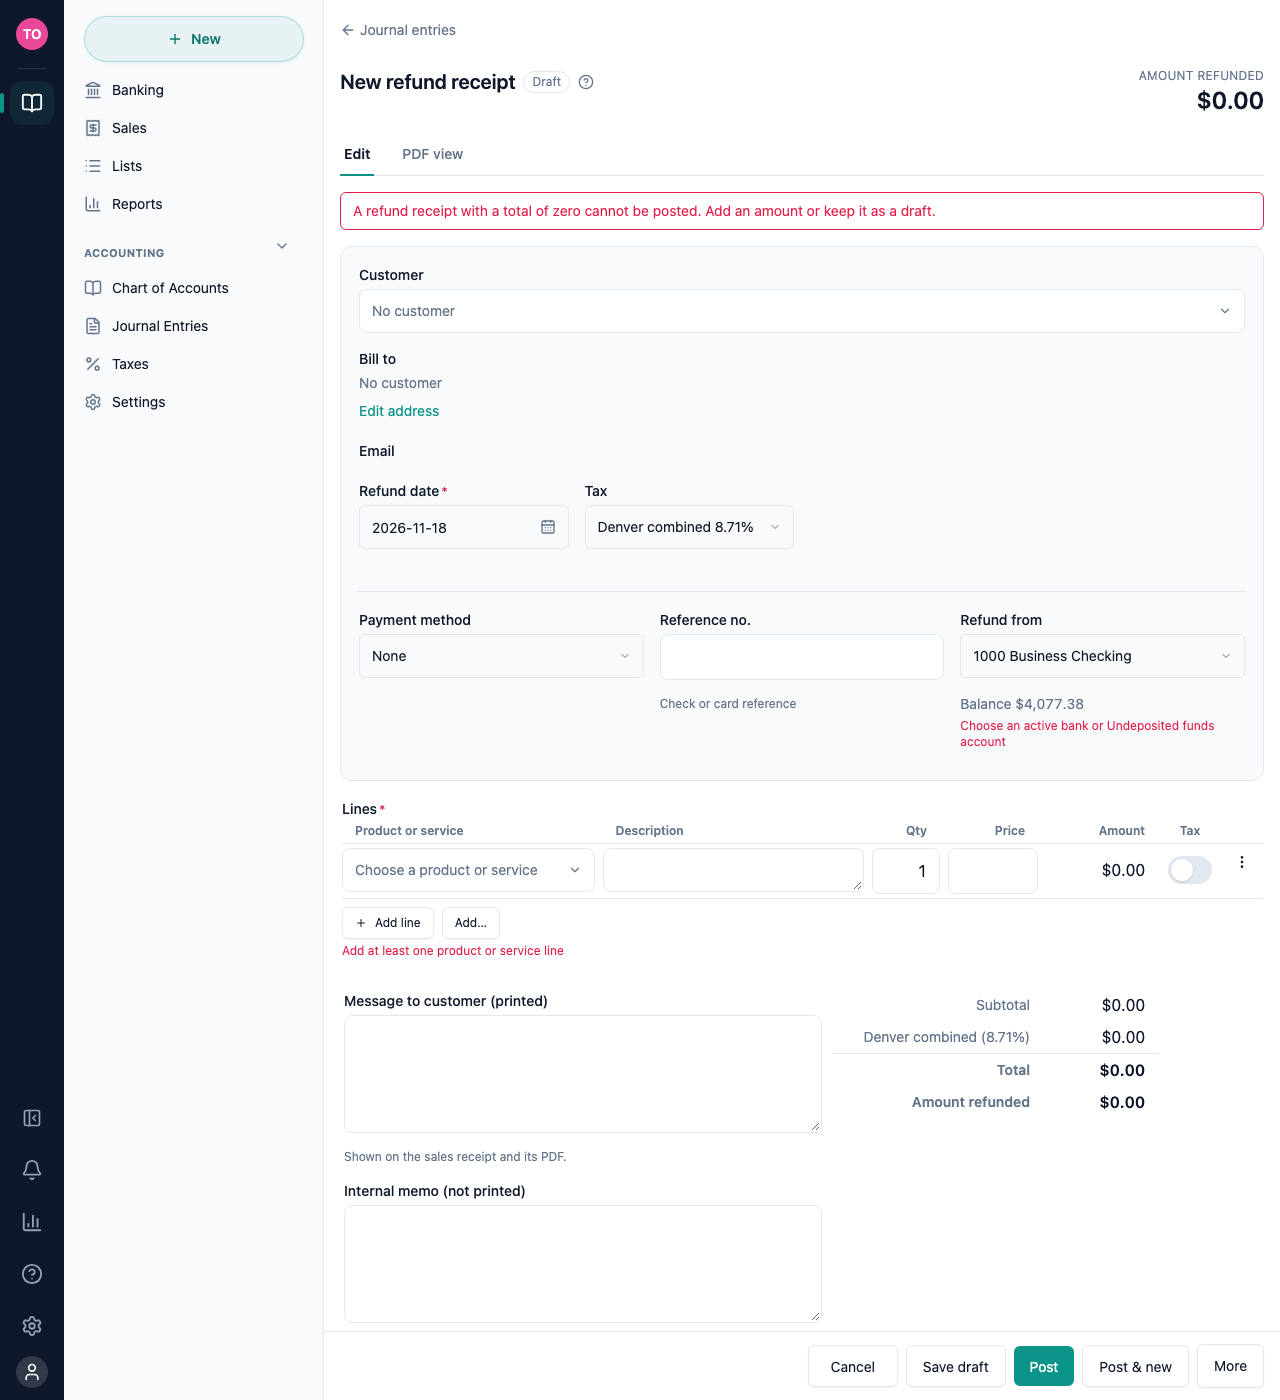 TO
New
Banking
Sales
Lists
Reports
ACCOUNTING
Chart of Accounts
Journal Entries
Taxes
Settings
Journal entries
New refund receipt
Draft
AMOUNT REFUNDED
$0.00
Edit
PDF view
A refund receipt with a total of zero cannot be posted. Add an amount or keep it as a draft.
Customer
No customer
Bill to
No customer
Edit address
Email
Refund date *
Tax
2026-11-18
Denver combined 8.71%
Payment method
Reference no.
Refund from
None
1000 Business Checking
Check or card reference
Balance $4,077.38
Choose an active bank or Undeposited funds
account
Lines *
Product or service
Description
Qty
Price
Amount
Tax
Choose a product or service
1
$0.00
Add line
Add...
Add at least one product or service line
Message to customer (printed)
Shown on the sales receipt and its PDF.
Subtotal
$0.00
Denver combined (8.71%)
$0.00
Total
$0.00
Amount refunded
$0.00
Internal memo (not printed)
Cancel
Save draft
Post
Post & new
More